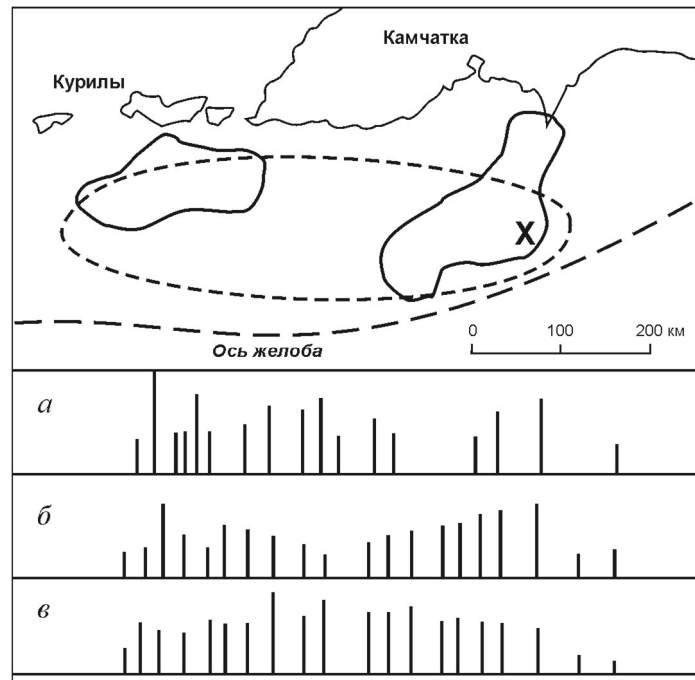 Камчатка
Курилы
X
0 100 200 км
Ось желоба
а
б
в